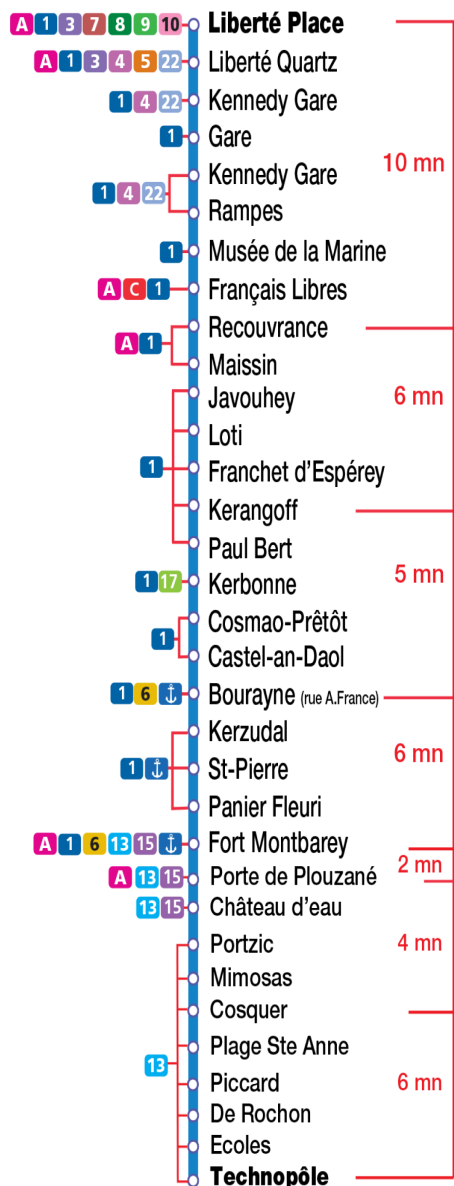 A 1 3 7 8 9 10 Liberté Place
A 1 3 4 5 22 Liberté Quartz
1 4 22 Kennedy Gare
1 Gare
10 mn
Kennedy Gare
1 4 22
Rampes
1 Musée de la Marine
A C 1 Français Libres
Recouvrance
A 1
Maissin
Javouhey
6 mn
Loti
1 Franchet d'Espérey
Kerangoff
Paul Bert
5 mn
1 17 Kerbonne
Cosmao-Prêtôt
1
Castel-an-Daol
1 6 Bourayne (rue A.France)
Kerzudal
6 mn
1 St-Pierre
Panier Fleuri
A 1 6 13 15 Fort Montbarey
2 mn
A 13 15 Porte de Plouzané
13 15 Château d'eau
Portzic
4 mn
Mimosas
Cosquer
Plage Ste Anne
13
Piccard
6 mn
De Rochon
Ecoles
Technopôle